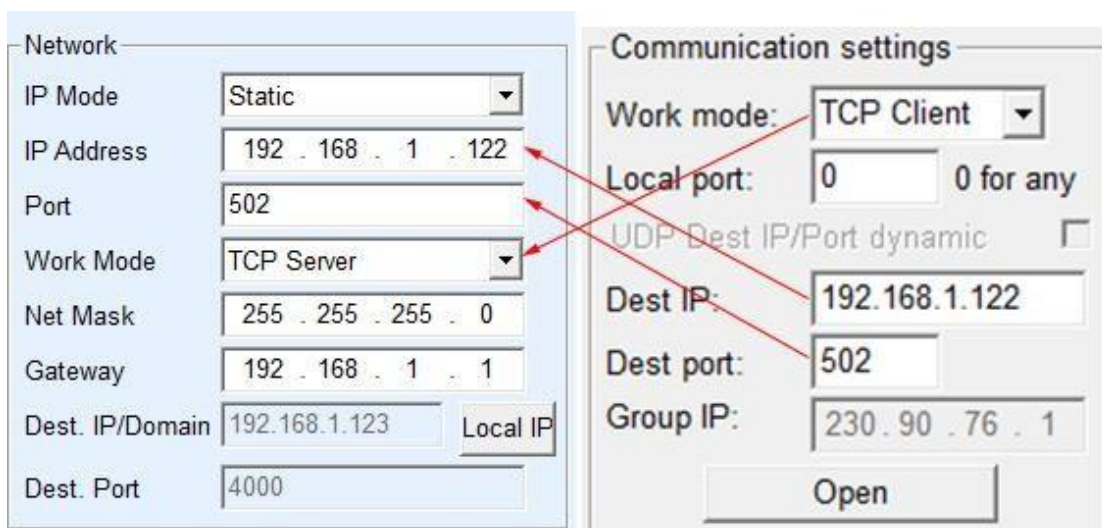 Network
IP Mode Static
IP Address 192 . 168 . 1 . 122
Port 502
Work Mode TCP Server
Net Mask 255 . 255 . 255 . 0
Gateway 192 . 168 . 1 . 1
Dest. IP/Domain 192.168.1.123 Local IP
Dest. Port 4000
Communication settings
Work mode: TCP Client
Local port: 0 0 for any
UDP Dest IP/Port dynamic
Dest IP: 192.168.1.122
Dest port: 502
Group IP: 230 . 90 . 76 . 1
Open